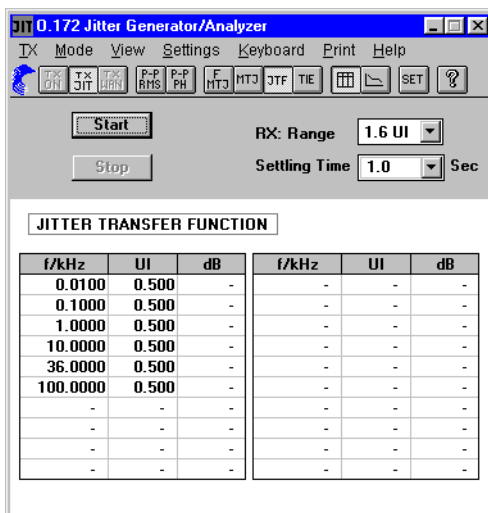 JIT O.172 Jitter Generator/Analyzer
TX Mode View Settings Keyboard Print Help
TX ON TX JIT TX WAN P-P RMS P-P PH F MTJ MTJ JTF TIE SET ?
Start
RX: Range 1.6 UI
Stop
Settling Time 1.0 Sec
JITTER TRANSFER FUNCTION
f/kHz UI dB f/kHz UI dB
0.0100 0.500 - - - -
0.1000 0.500 - - - -
1.0000 0.500 - - - -
10.0000 0.500 - - - -
36.0000 0.500 - - - -
100.0000 0.500 - - - -
- - - - - -
- - - - - -
- - - - - -
- - - - - -